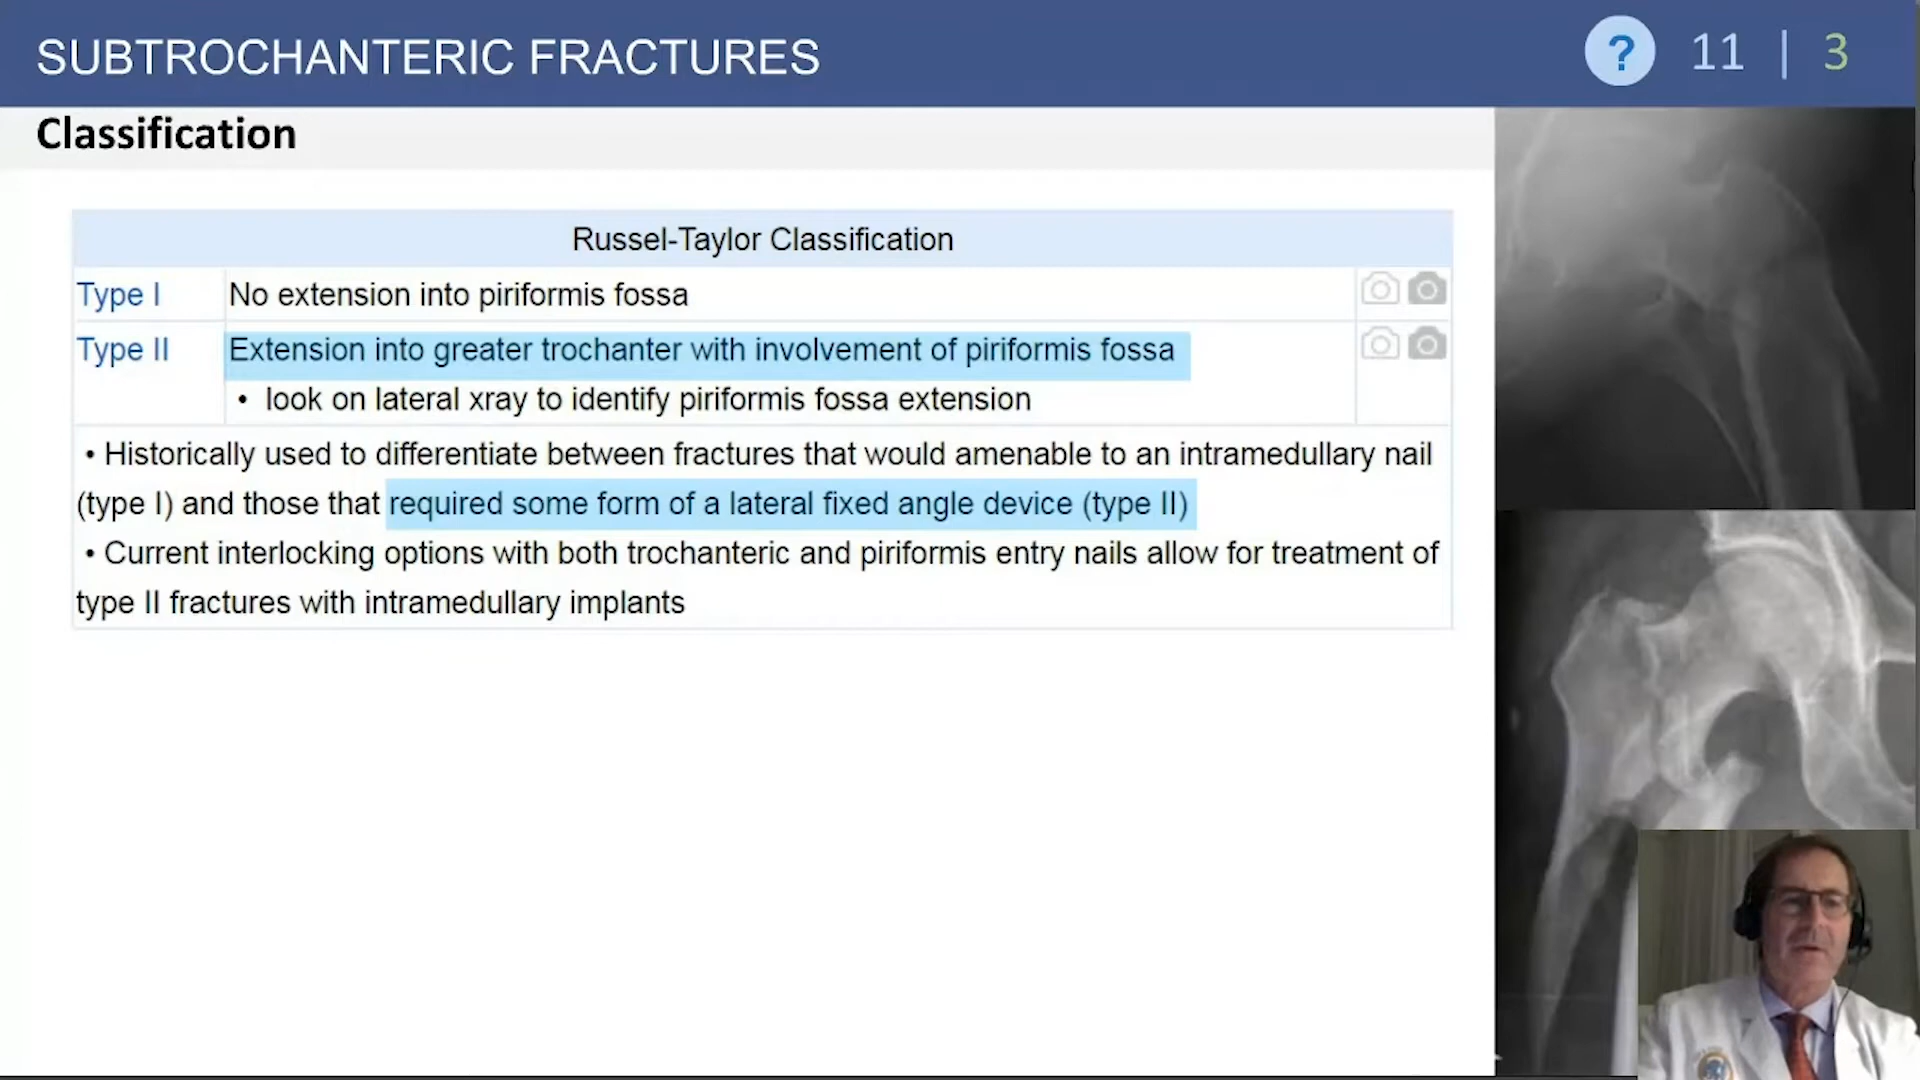 SUBTROCHANTERIC FRACTURES
? 11 | 3
Classification
Russel-Taylor Classification
Type I No extension into piriformis fossa
Type II Extension into greater trochanter with involvement of piriformis fossa
• look on lateral xray to identify piriformis fossa extension
• Historically used to differentiate between fractures that would amenable to an intramedullary nail
(type I) and those that required some form of a lateral fixed angle device (type II)
• Current interlocking options with both trochanteric and piriformis entry nails allow for treatment of
type II fractures with intramedullary implants